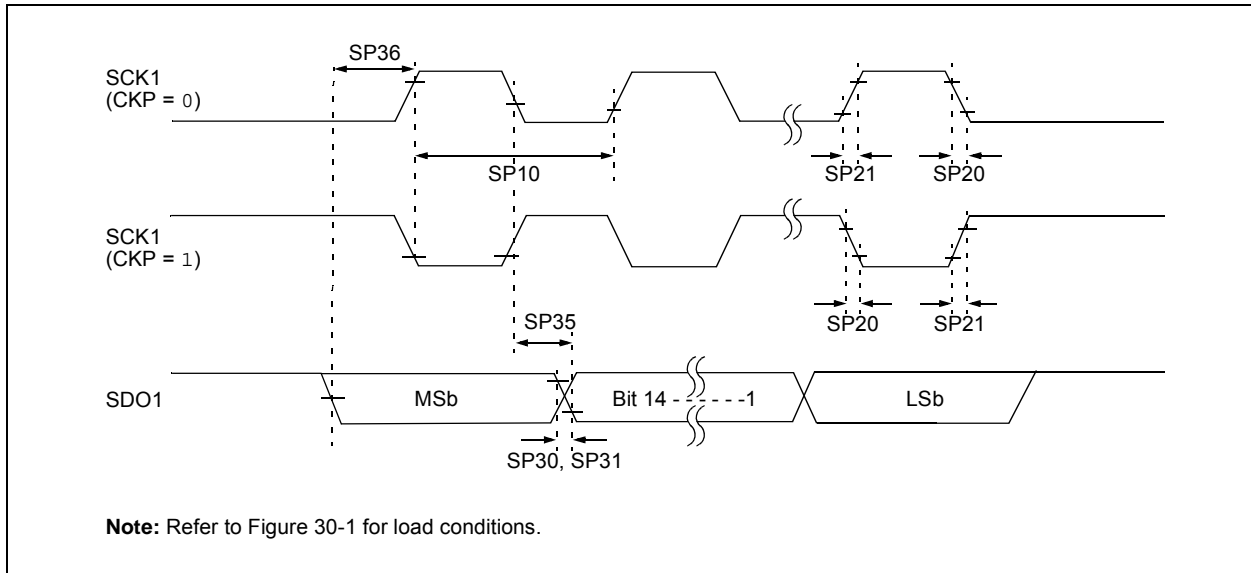 SP36
SCK1
(CKP = 0)
SP10
SP21
SP20
SCK1
(CKP = 1)
SP35
SP20
SP21
SDO1
MSb
Bit 14 - - - - - - -1
LSb
SP30, SP31
Note: Refer to Figure 30-1 for load conditions.